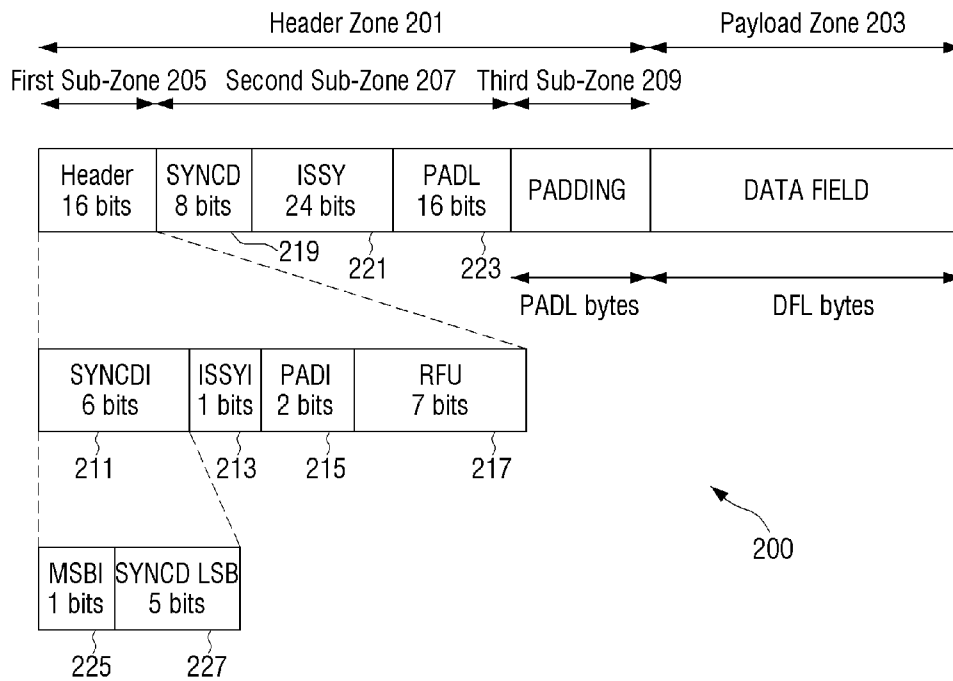 Header Zone 201
Payload Zone 203
First Sub-Zone 205
Second Sub-Zone 207
Third Sub-Zone 209
Header
16 bits
SYNCD
8 bits
ISSY
24 bits
PADL
16 bits
PADDING
DATA FIELD
219
221
223
PADL bytes
DFL bytes
SYNCDI
6 bits
ISSYI
1 bits
PADI
2 bits
RFU
7 bits
211
213
215
217
200
MSBI
1 bits
SYNCD LSB
5 bits
225
227